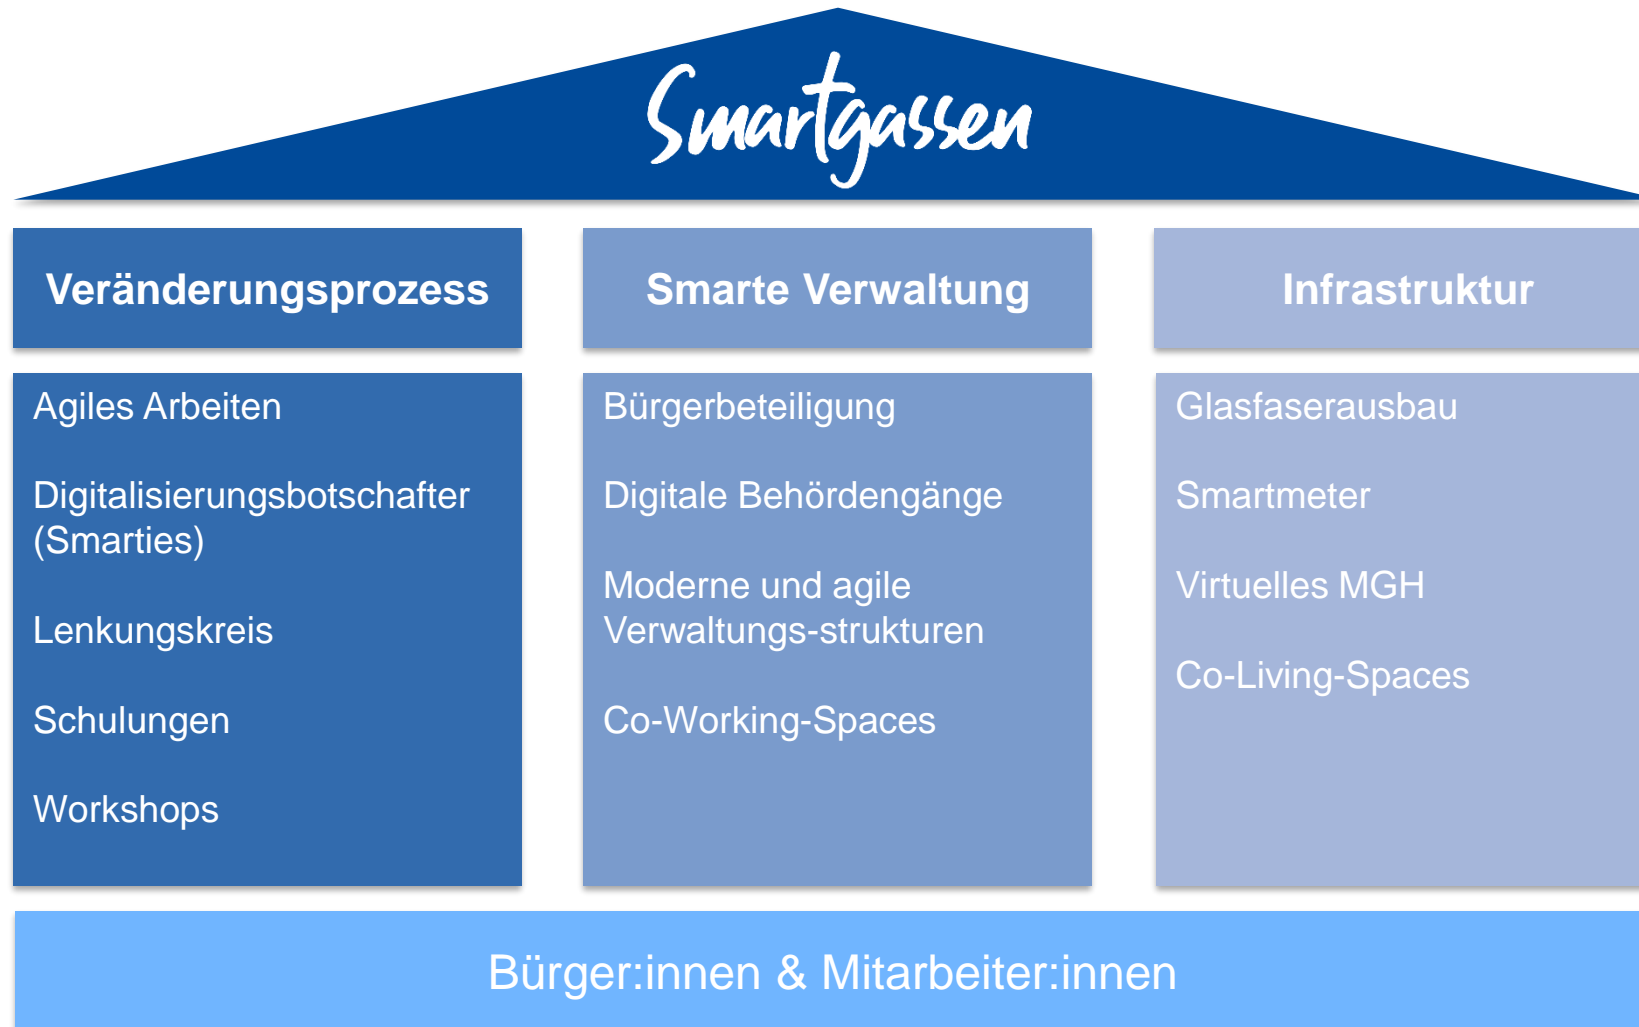 Smartgassen
Veränderungsprozess
Agiles Arbeiten
Digitalisierungsbotschafter
(Smarties)
Lenkungskreis
Schulungen
Workshops
Smarte Verwaltung
Bürgerbeteiligung
Digitale Behördengänge
Moderne und agile
Verwaltungs-strukturen
Co-Working-Spaces
Infrastruktur
Glasfaserausbau
Smartmeter
Virtuelles MGH
Co-Living-Spaces
Bürger:innen & Mitarbeiter:innen